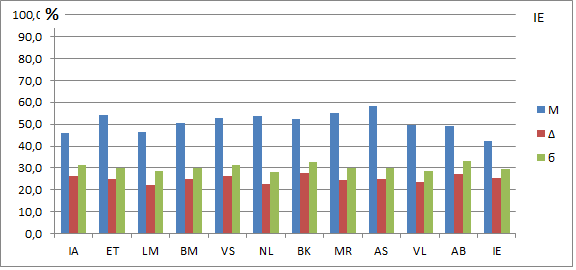 100,0 %
IE
90,0
80,0
70,0
60,0
50,0
40,0
30,0
20,0
10,0
0,0
М
Δ
б
IA ET LM BM VS NL BK MR AS VL AB IE